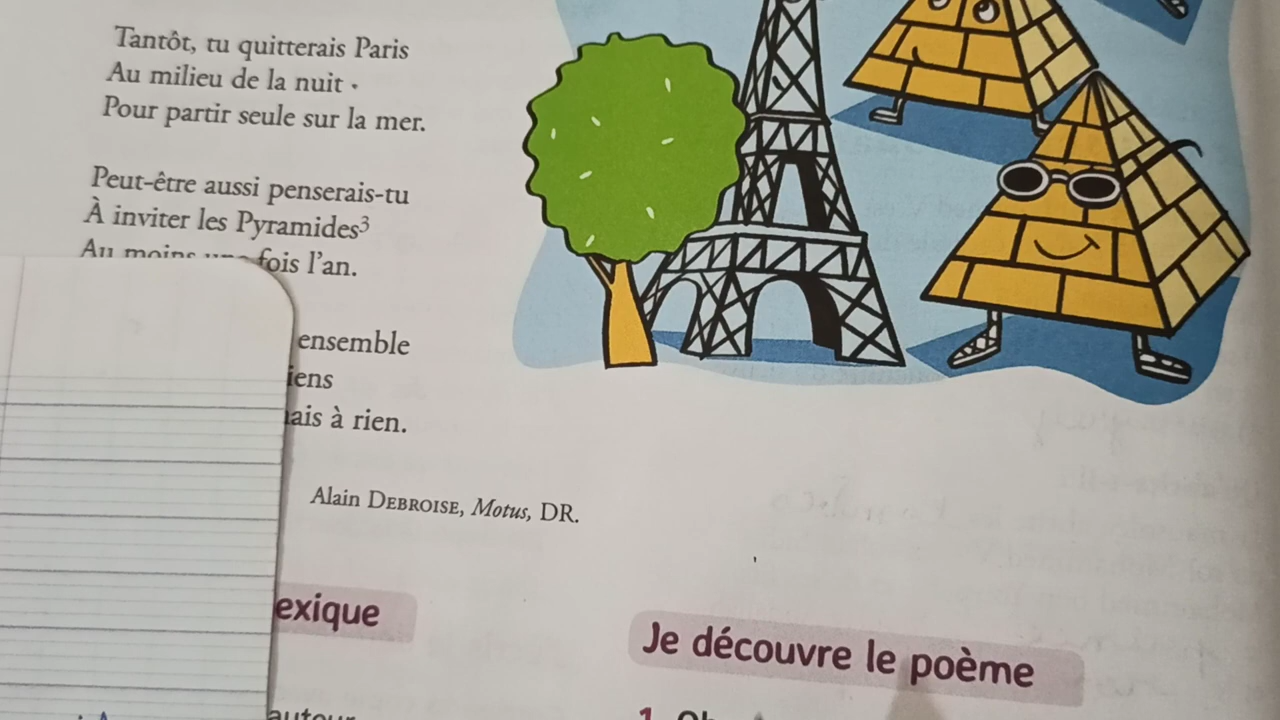 Tantôt, tu quitterais Paris
Au milieu de la nuit
Pour partir seule sur la mer.
Peut-être aussi penserais-tu
À inviter les Pyramides³
Au moins une fois l'an.
ensemble
iens
ais à rien.
Alain DEBROISE, Motus, DR.
exique
Je découvre le poème
1.